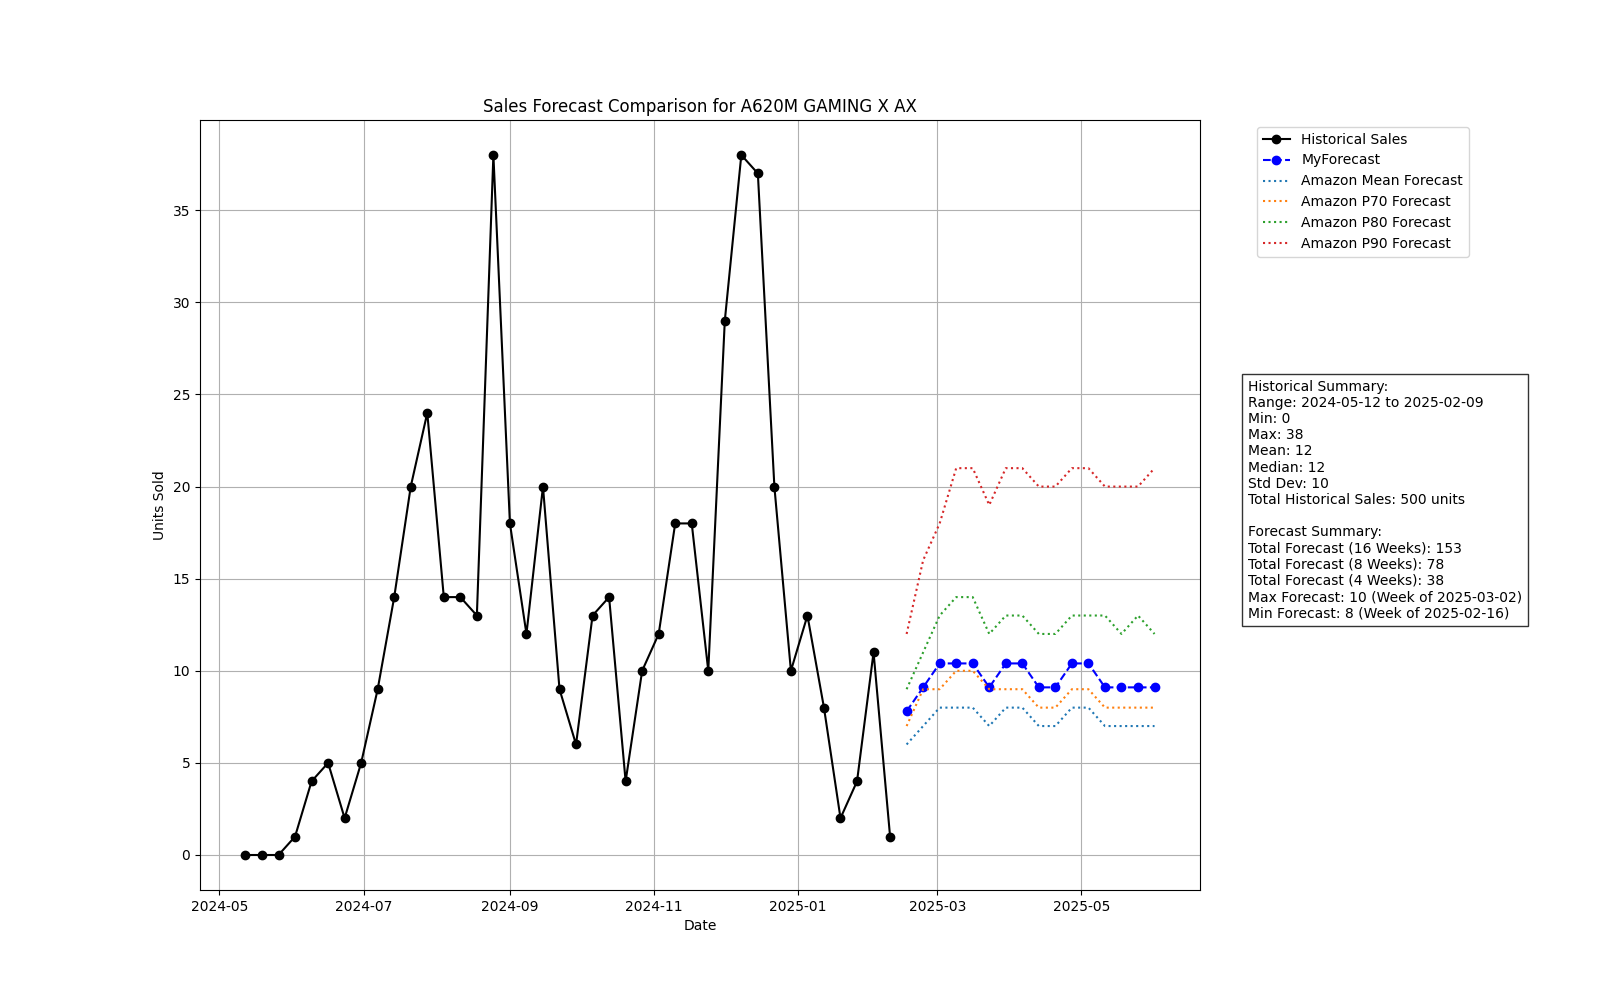 Sales Forecast Comparison for A620M GAMING X AX
Units Sold
35
30
25
20
15
10
5
0
2024-05
2024-07
2024-09
2024-11
2025-01
2025-03
2025-05
Date
Historical Sales
MyForecast
Amazon Mean Forecast
Amazon P70 Forecast
Amazon P80 Forecast
Amazon P90 Forecast
Historical Summary:
Range: 2024-05-12 to 2025-02-09
Min: 0
Max: 38
Mean: 12
Median: 12
Std Dev: 10
Total Historical Sales: 500 units
Forecast Summary:
Total Forecast (16 Weeks): 153
Total Forecast (8 Weeks): 78
Total Forecast (4 Weeks): 38
Max Forecast: 10 (Week of 2025-03-02)
Min Forecast: 8 (Week of 2025-02-16)